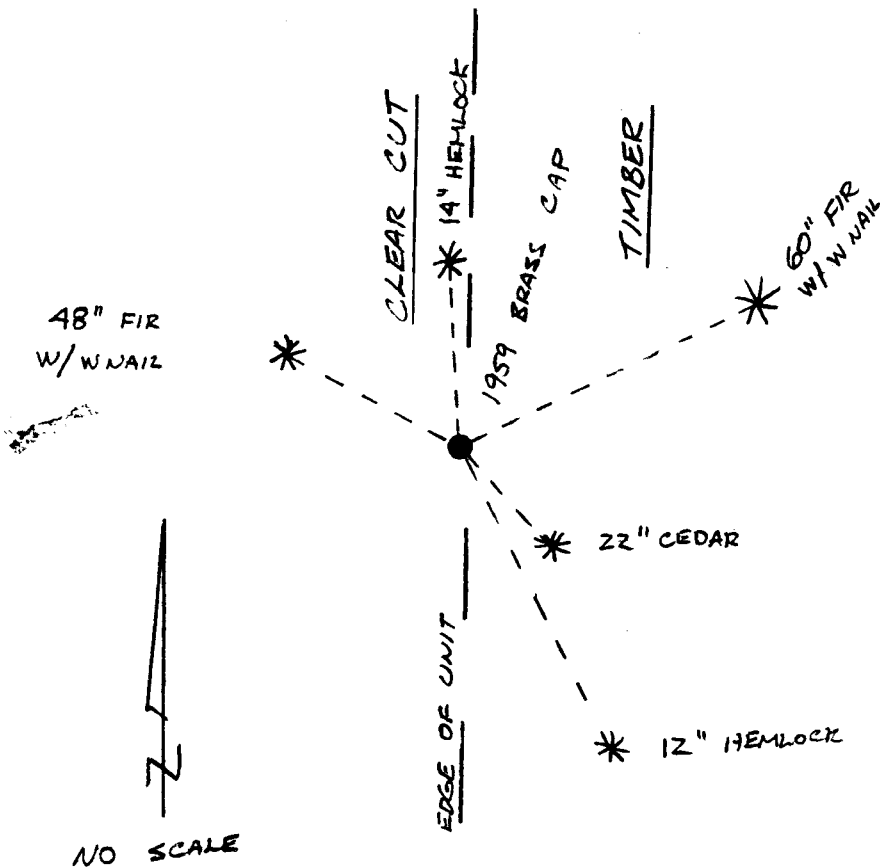 CLEAR CUT
14" HEMLOCK
1959 BRASS CAP
TIMBER
60" FIR
W/ W NAIL
48" FIR
W/ W NAIL
22" CEDAR
EDGE OF UNIT
12" HEMLOCK
N
NO SCALE